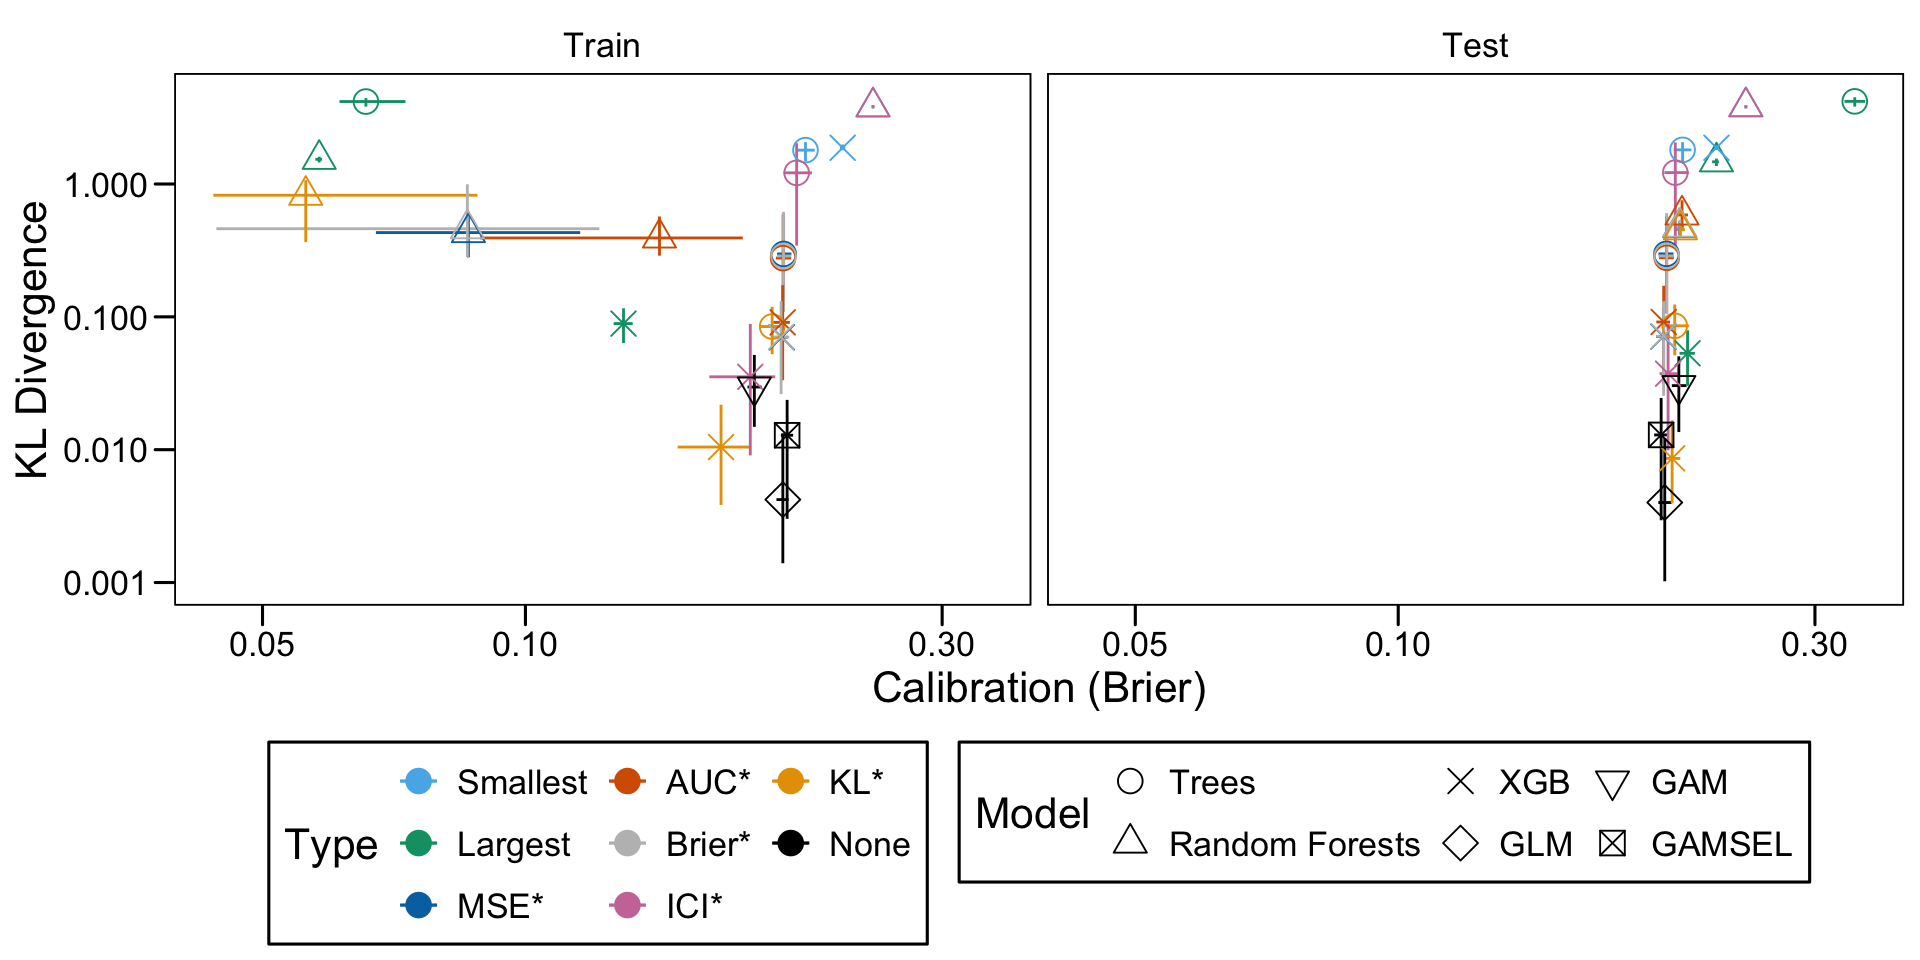 Train Test
KL Divergence
1.000
0.100
0.010
0.001
0.05 0.10 0.30 0.05 0.10 0.30
Calibration (Brier)
Type
Smallest AUC* KL*
Largest Brier* None
MSE* ICI*
Model
Trees XGB GAM
Random Forests GLM GAMSEL